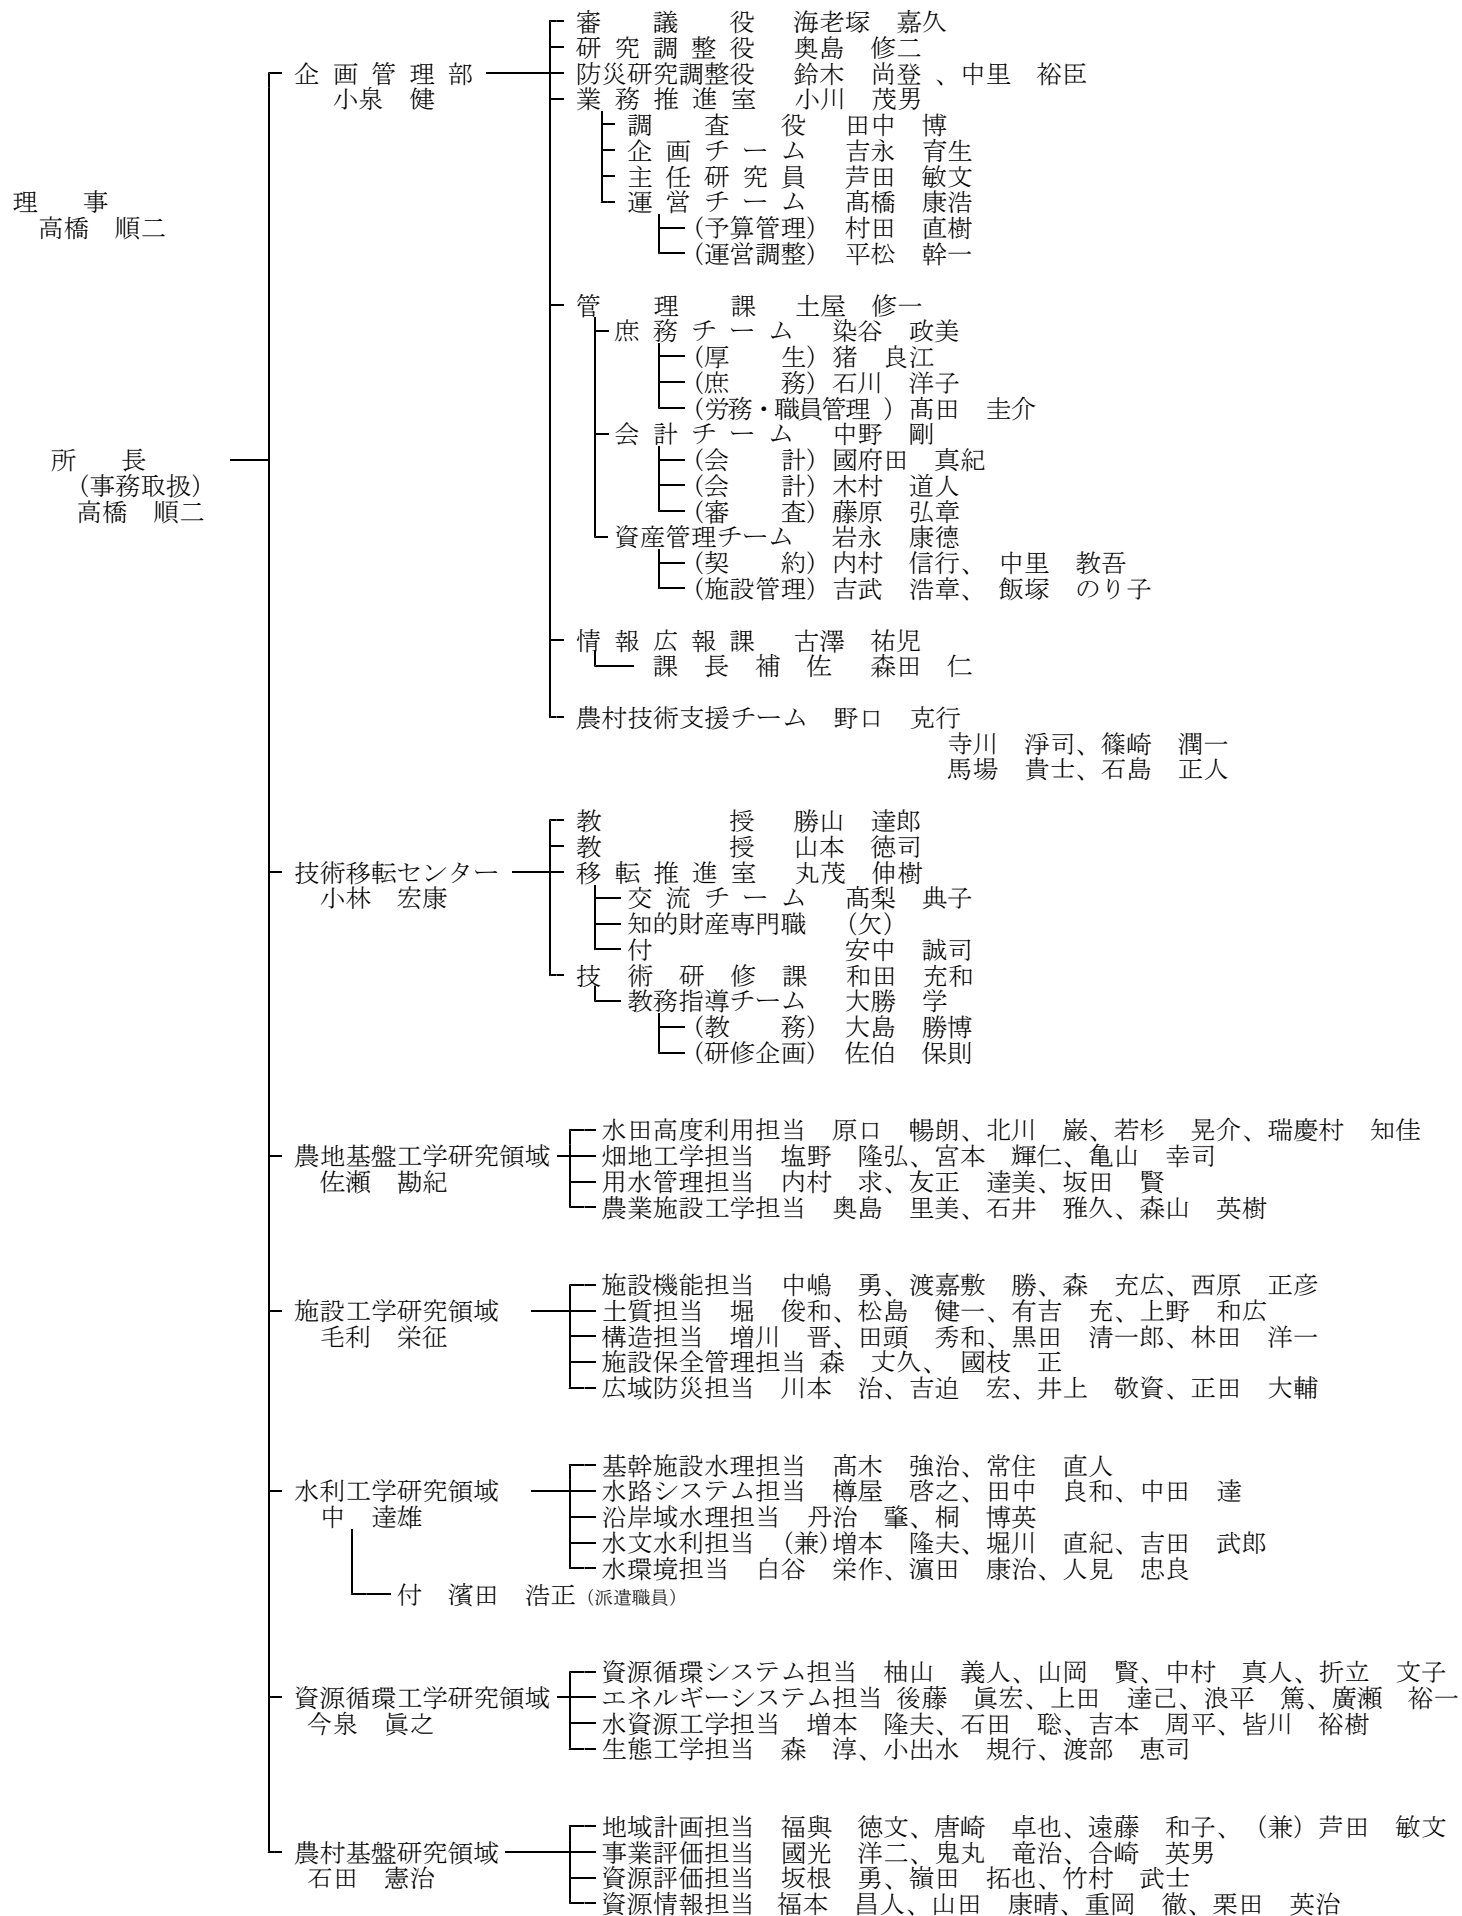 審議役 海老塚 嘉久
研究調整役 奥島 修二
企画管理部 防災研究調整役 鈴木 尚登、中里 裕臣
小泉 健 業務推進室 小川 茂男
調査役 田中 博
企画チーム 吉永 育生
主任研究員 芦田 敏文
理事 運営チーム 髙橋 康浩
高橋 順二 (予算管理) 村田 直樹
(運営調整) 平松 幹一
管理課 土屋 修一
庶務チーム 染谷 政美
(厚生) 猪 良江
(庶務) 石川 洋子
(労務・職員管理) 髙田 圭介
会計チーム 中野 剛
所長 (会計) 國府田 真紀
(事務取扱) (会計) 木村 道人
高橋 順二 (審査) 藤原 弘章
資産管理チーム 岩永 康德
(契約) 内村 信行、 中里 教吾
(施設管理) 吉武 浩章、 飯塚 のり子
情報広報課 古澤 祐児
課長補佐 森田 仁
農村技術支援チーム 野口 克行
寺川 淨司、篠崎 潤一
馬場 貴士、石島 正人
教授 勝山 達郎
教授 山本 徳司
技術移転センター 移転推進室 丸茂 伸樹
小林 宏康 交流チーム 髙梨 典子
知的財産専門職 (欠)
付 安中 誠司
技術研修課 和田 充和
教務指導チーム 大勝 学
(教務) 大島 勝博
(研修企画) 佐伯 保則
水田高度利用担当 原口 暢朗、北川 巌、若杉 晃介、瑞慶村 知佳
農地基盤工学研究領域 畑地工学担当 塩野 隆弘、宮本 輝仁、亀山 幸司
佐瀬 勘紀 用水管理担当 内村 求、友正 達美、坂田 賢
農業施設工学担当 奥島 里美、石井 雅久、森山 英樹
施設機能担当 中嶋 勇、渡嘉敷 勝、森 充広、西原 正彦
施設工学研究領域 土質担当 堀 俊和、松島 健一、有吉 充、上野 和広
毛利 栄征 構造担当 増川 晋、田頭 秀和、黒田 清一郎、林田 洋一
施設保全管理担当 森 丈久、 國枝 正
広域防災担当 川本 治、吉迫 宏、井上 敬資、正田 大輔
基幹施設水理担当 髙木 強治、常住 直人
水利工学研究領域 水路システム担当 樽屋 啓之、田中 良和、中田 達
中 達雄 沿岸域水理担当 丹治 肇、桐 博英
水文水利担当 (兼)増本 隆夫、堀川 直紀、吉田 武郎
水環境担当 白谷 栄作、濵田 康治、人見 忠良
付 濱田 浩正 (派遣職員)
資源循環システム担当 柚山 義人、山岡 賢、中村 真人、折立 文子
資源循環工学研究領域 エネルギーシステム担当 後藤 眞宏、上田 達己、浪平 篤、廣瀬 裕一
今泉 眞之 水資源工学担当 増本 隆夫、石田 聡、吉本 周平、皆川 裕樹
生態工学担当 森 淳、小出水 規行、渡部 恵司
地域計画担当 福與 徳文、唐崎 卓也、遠藤 和子、(兼) 芦田 敏文
農村基盤研究領域 事業評価担当 國光 洋二、鬼丸 竜治、合崎 英男
石田 憲治 資源評価担当 坂根 勇、嶺田 拓也、竹村 武士
資源情報担当 福本 昌人、山田 康晴、重岡 徹、栗田 英治